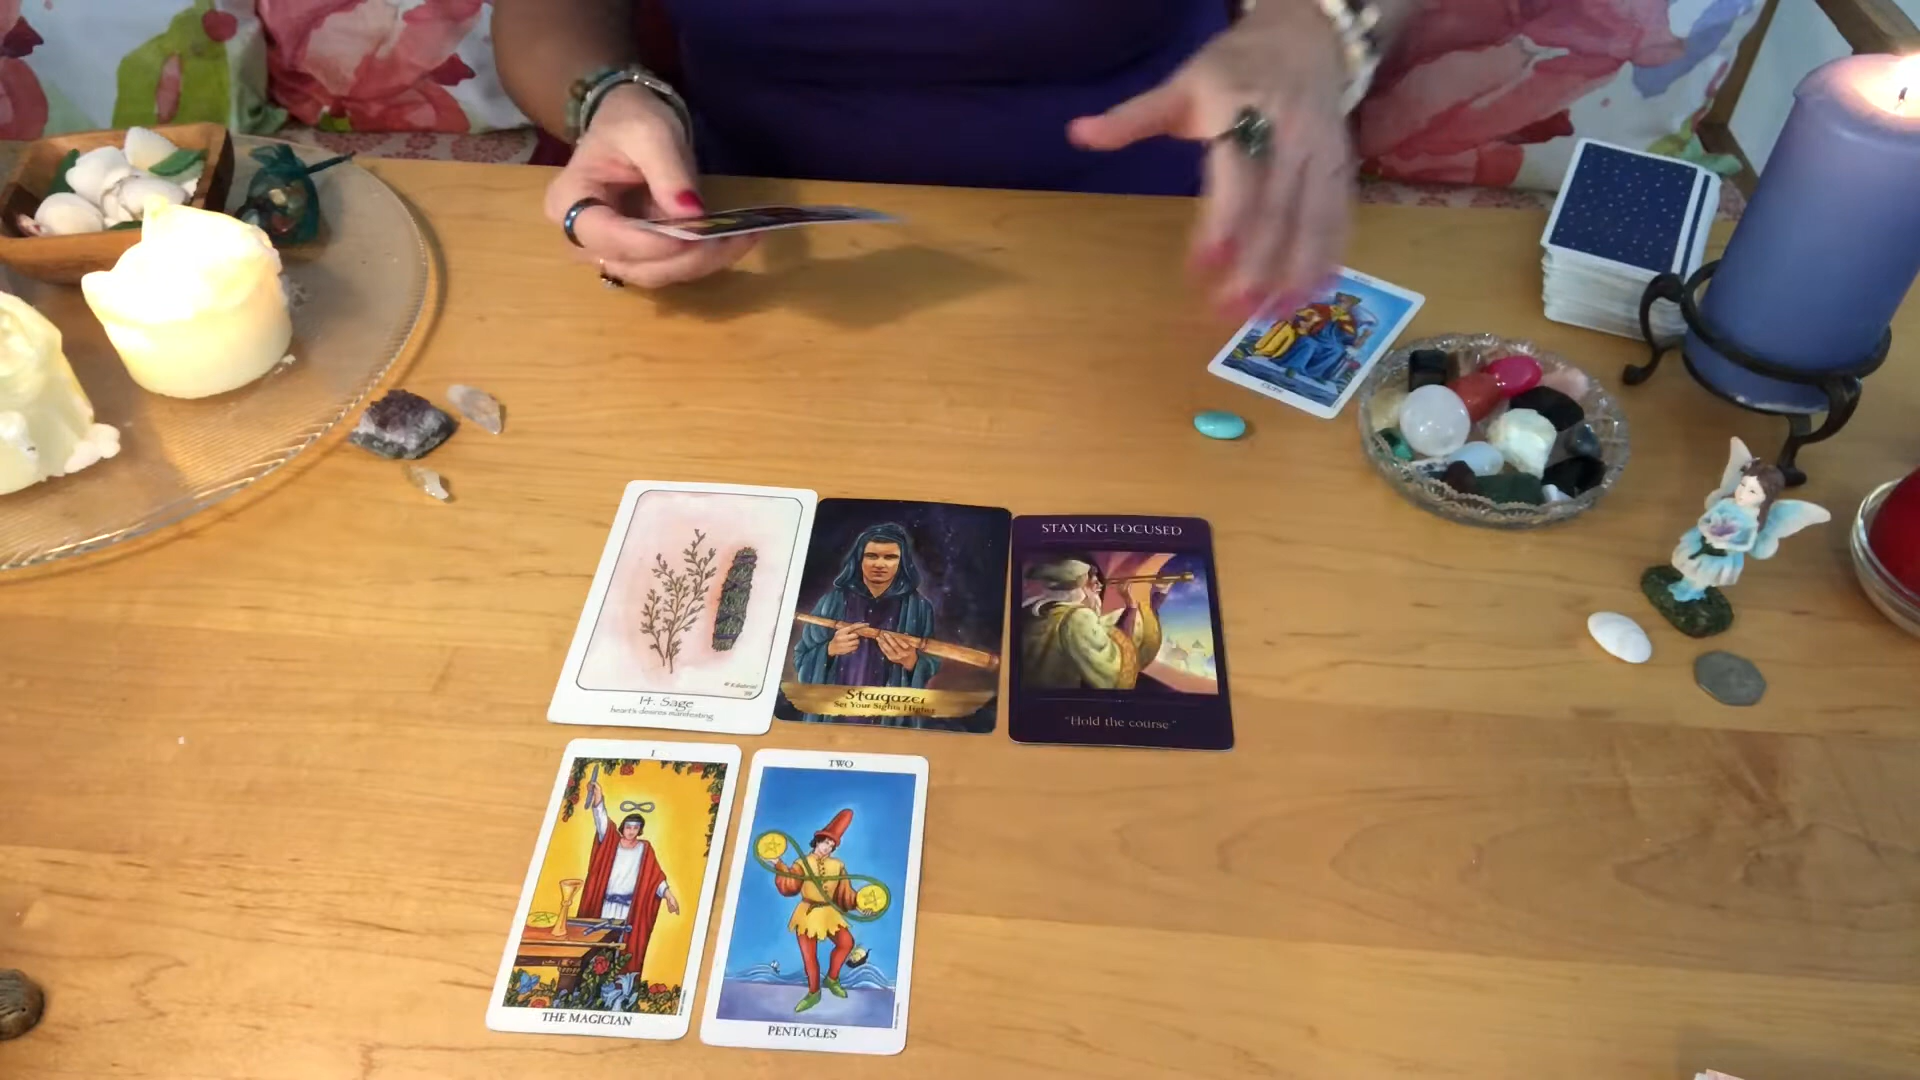 STAYING FOCUSED
14. Sage
heart's desires manifesting
Stargazer
Set Your Sights Higher
"Hold the course"
I
THE MAGICIAN
TWO
PENTACLES